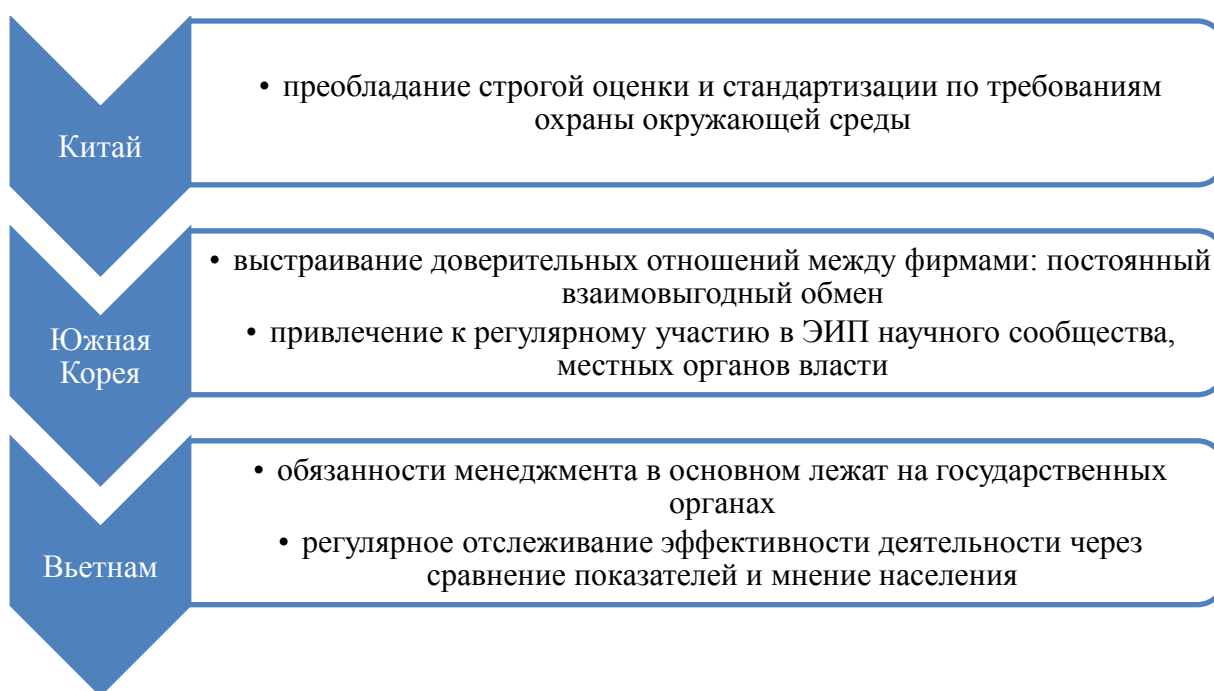 Китай
• преобладание строгой оценки и стандартизации по требованиям
охраны окружающей среды
Южная
Корея
• выстраивание доверительных отношений между фирмами: постоянный
взаимовыгодный обмен
• привлечение к регулярному участию в ЭИП научного сообщества,
местных органов власти
Вьетнам
• обязанности менеджмента в основном лежат на государственных
органах
• регулярное отслеживание эффективности деятельности через
сравнение показателей и мнение населения